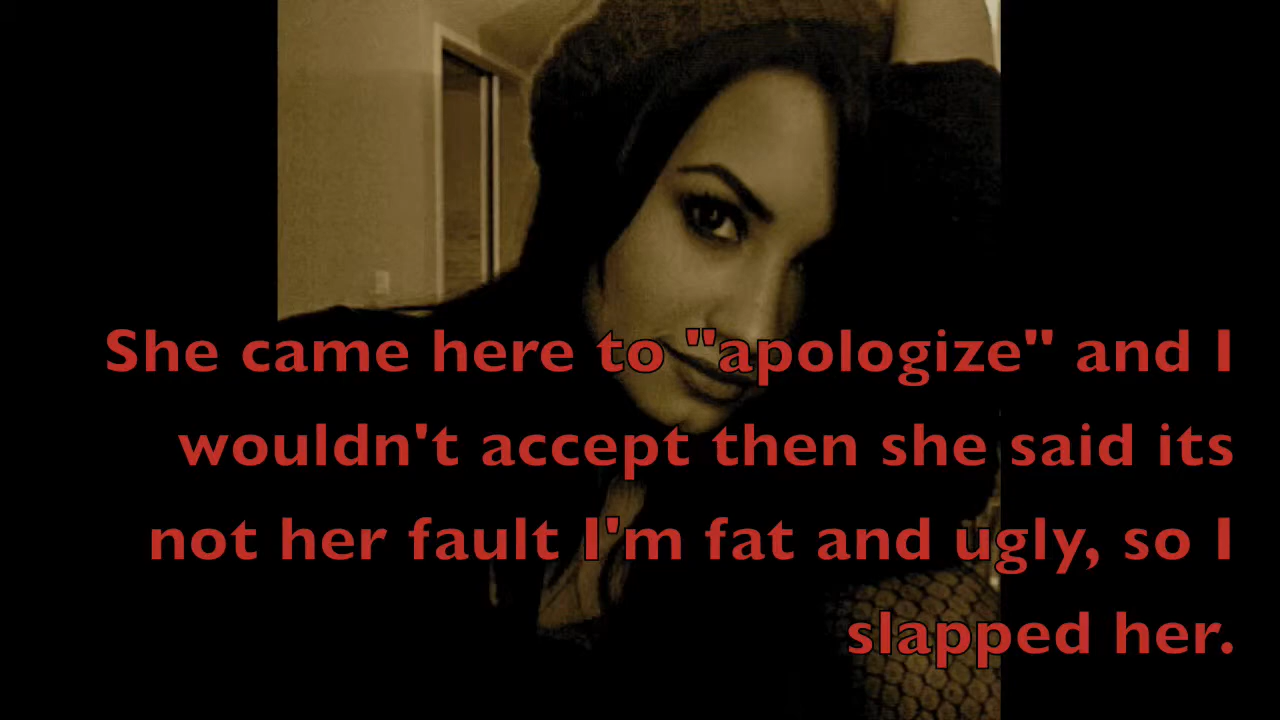 She came here to "apologize" and I
wouldn't accept then she said its
not her fault I'm fat and ugly, so I
slapped her.